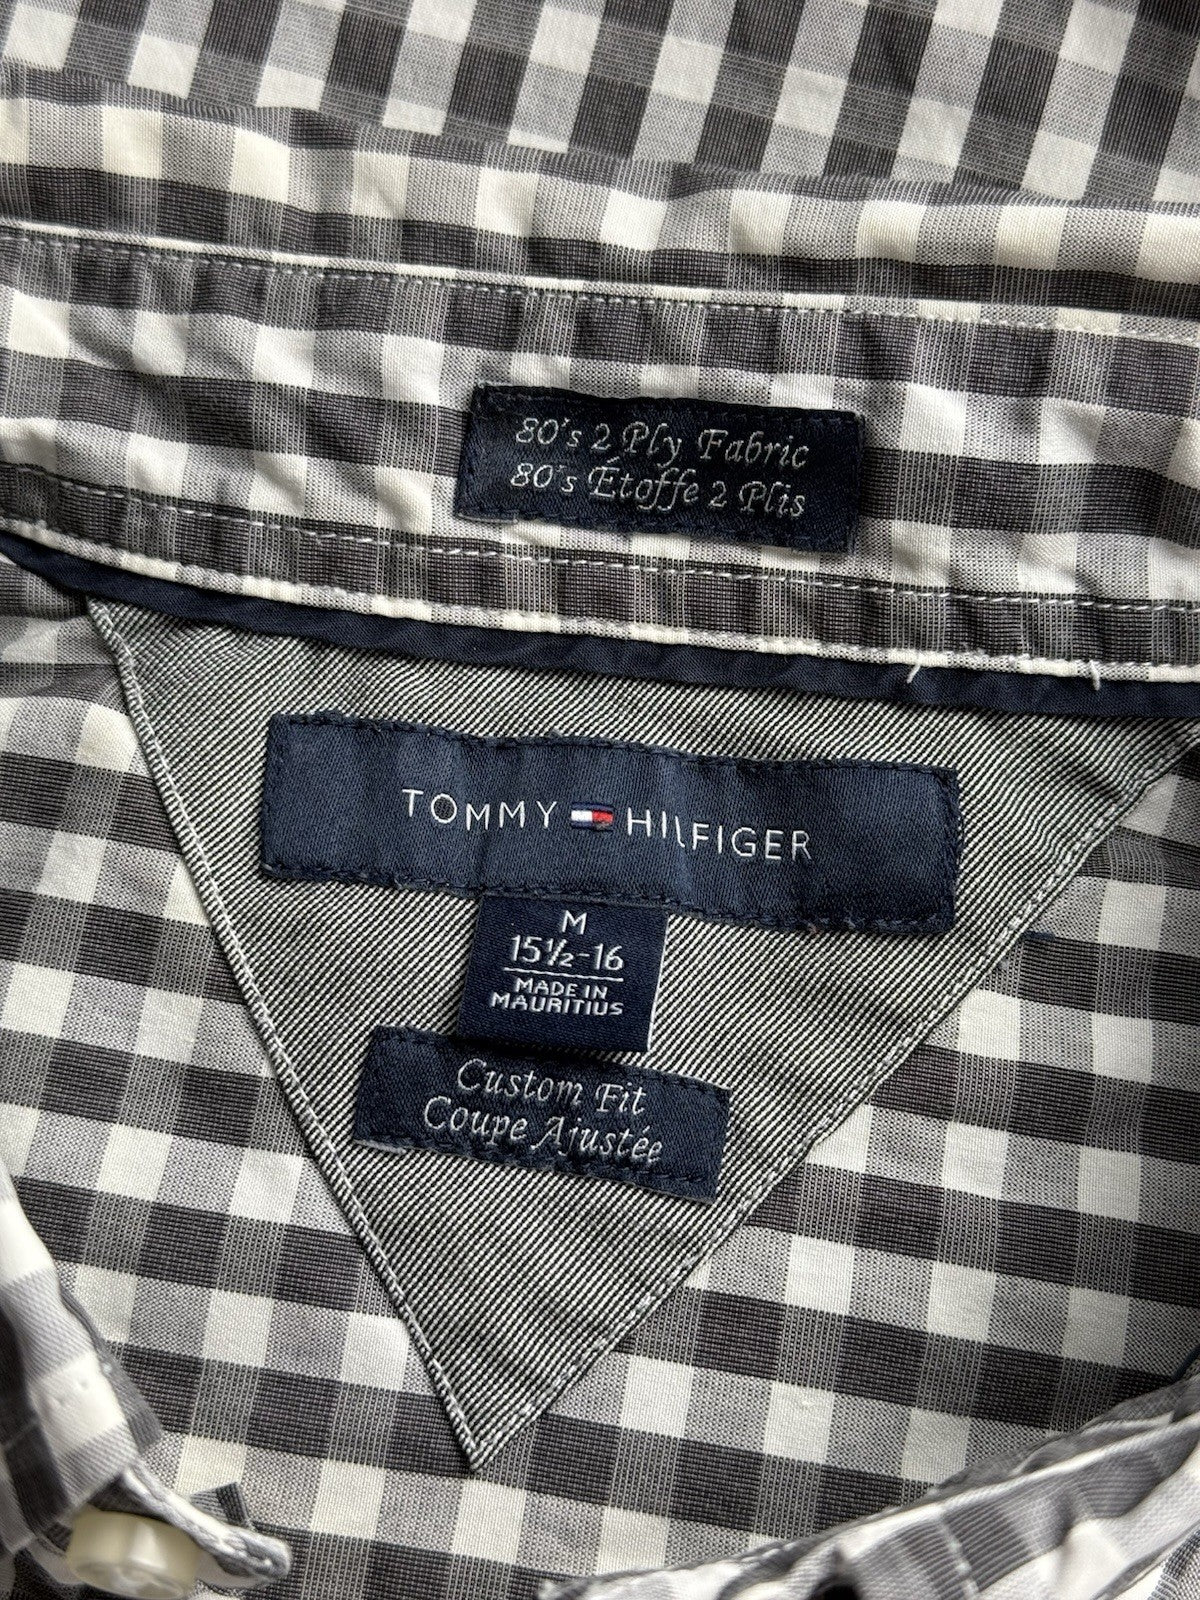 80's 2 Ply Fabric
80's Étoffe 2 Plis
TOMMY HILFIGER
M
15½-16
MADE IN
MAURITIUS
Custom Fit
Coupe Ajustée